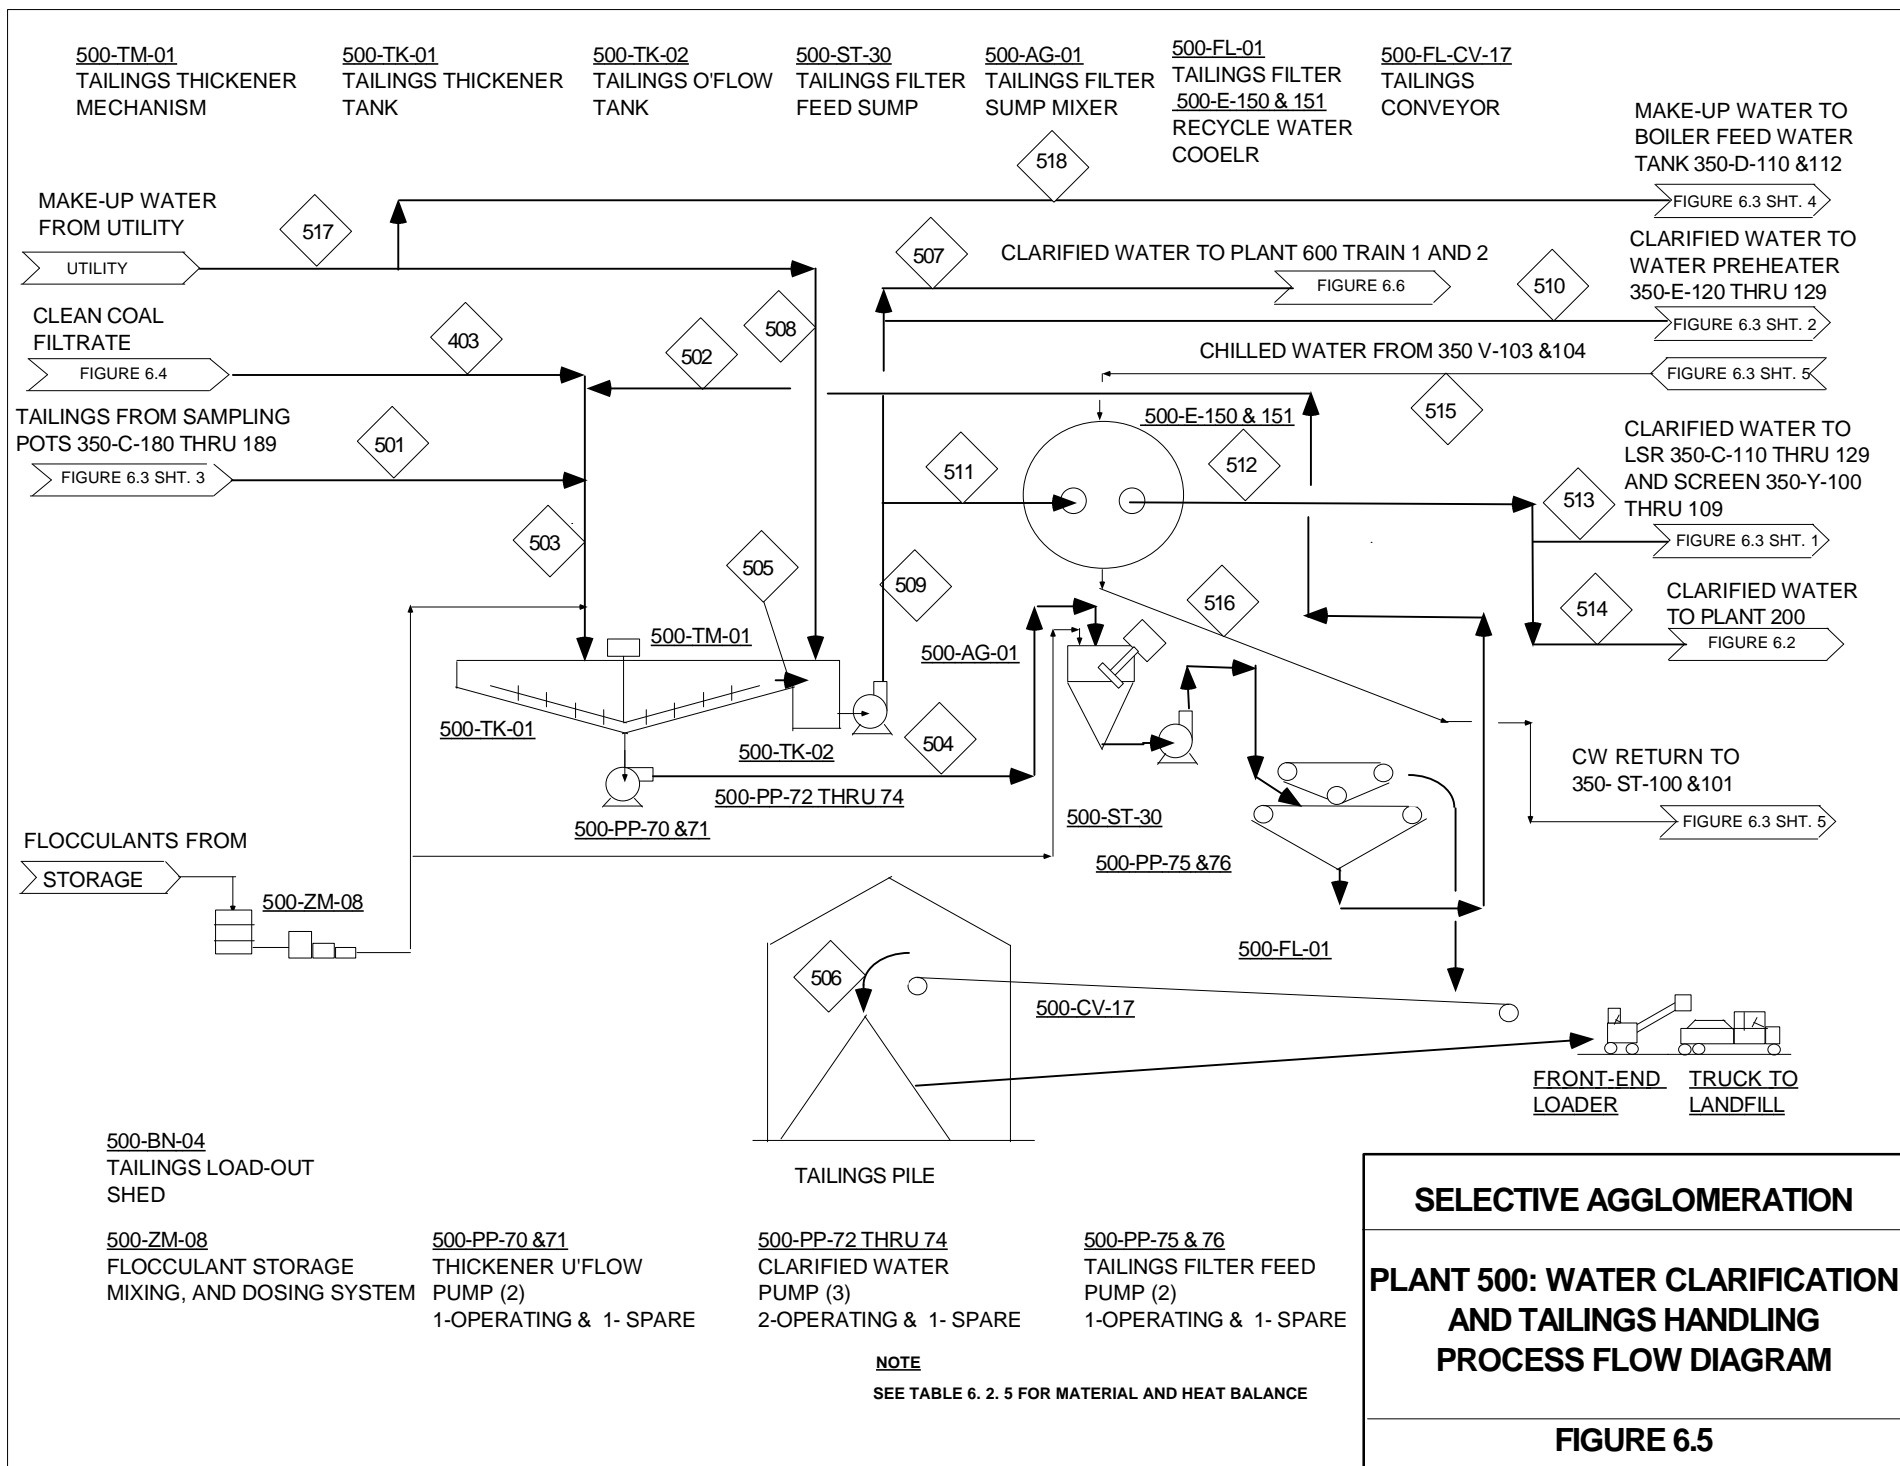 500-TM-01
TAILINGS THICKENER
MECHANISM
500-TK-01
TAILINGS THICKENER
TANK
500-TK-02
TAILINGS O'FLOW
TANK
500-ST-30
TAILINGS FILTER
FEED SUMP
500-AG-01
TAILINGS FILTER
SUMP MIXER
500-FL-01
TAILINGS FILTER
500-E-150 & 151
RECYCLE WATER
COOELR
500-FL-CV-17
TAILINGS
CONVEYOR
MAKE-UP WATER TO
BOILER FEED WATER
TANK 350-D-110 &112
FIGURE 6.3 SHT. 4
518
MAKE-UP WATER
FROM UTILITY
UTILITY
517
507
CLARIFIED WATER TO PLANT 600 TRAIN 1 AND 2
FIGURE 6.6
510
CLARIFIED WATER TO
WATER PREHEATER
350-E-120 THRU 129
FIGURE 6.3 SHT. 2
CLEAN COAL
FILTRATE
FIGURE 6.4
403
502
508
CHILLED WATER FROM 350 V-103 &104
FIGURE 6.3 SHT. 5
515
TAILINGS FROM SAMPLING
POTS 350-C-180 THRU 189
FIGURE 6.3 SHT. 3
501
500-E-150 & 151
511
512
CLARIFIED WATER TO
LSR 350-C-110 THRU 129
AND SCREEN 350-Y-100
THRU 109
FIGURE 6.3 SHT. 1
513
503
505
509
516
514
CLARIFIED WATER
TO PLANT 200
FIGURE 6.2
500-TM-01
500-AG-01
500-TK-01
500-TK-02
504
500-PP-72 THRU 74
500-PP-70 &71
500-ST-30
500-PP-75 &76
CW RETURN TO
350- ST-100 &101
FIGURE 6.3 SHT. 5
FLOCCULANTS FROM
STORAGE
500-ZM-08
500-FL-01
506
500-CV-17
FRONT-END
LOADER
TRUCK TO
LANDFILL
TAILINGS PILE
500-BN-04
TAILINGS LOAD-OUT
SHED
500-ZM-08
FLOCCULANT STORAGE
MIXING, AND DOSING SYSTEM
500-PP-70 &71
THICKENER U'FLOW
PUMP (2)
1-OPERATING & 1- SPARE
500-PP-72 THRU 74
CLARIFIED WATER
PUMP (3)
2-OPERATING & 1- SPARE
500-PP-75 & 76
TAILINGS FILTER FEED
PUMP (2)
1-OPERATING & 1- SPARE
NOTE
SEE TABLE 6. 2. 5 FOR MATERIAL AND HEAT BALANCE
SELECTIVE AGGLOMERATION
PLANT 500: WATER CLARIFICATION
AND TAILINGS HANDLING
PROCESS FLOW DIAGRAM
FIGURE 6.5